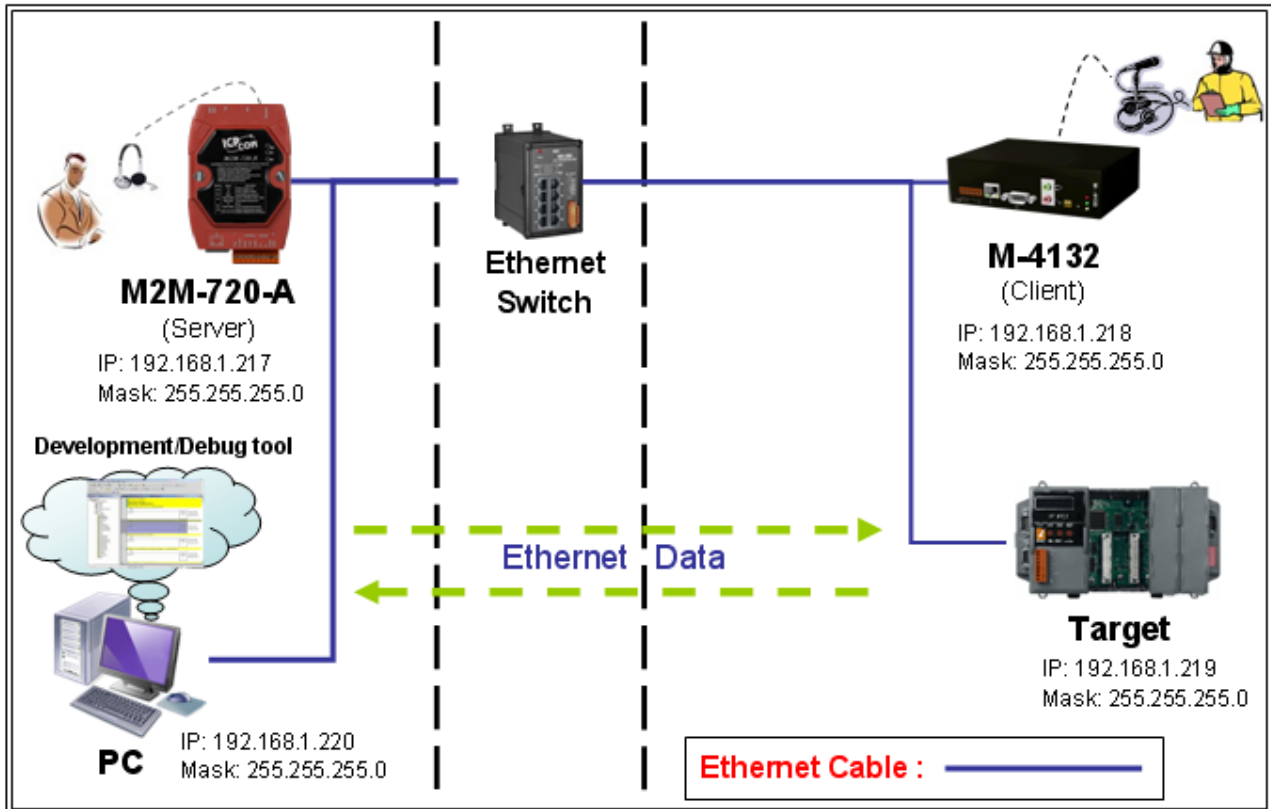 ICP CON
M2M-720-A
(Server)
IP: 192.168.1.217
Mask: 255.255.255.0
Ethernet
Switch
M-4132
(Client)
IP: 192.168.1.218
Mask: 255.255.255.0
Development/Debug tool
Ethernet Data
PC
IP: 192.168.1.220
Mask: 255.255.255.0
Target
IP: 192.168.1.219
Mask: 255.255.255.0
Ethernet Cable :